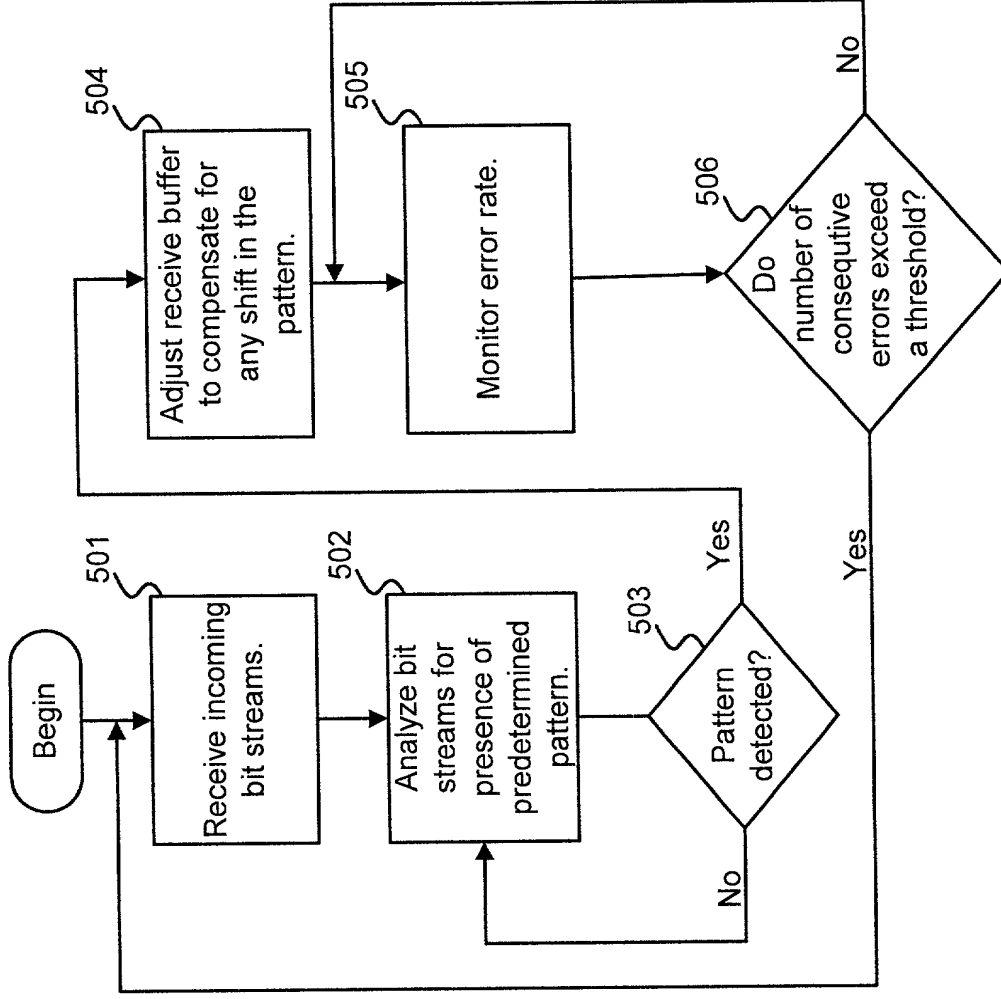 Begin
501
Receive incoming
bit streams.
502
Analyze bit
streams for
presence of
predetermined
pattern.
503
Pattern
detected?
No
Yes
504
Adjust receive buffer
to compensate for
any shift in the
pattern.
505
Monitor error rate.
506
Do
number of
consequtive
errors exceed
a threshold?
No
Yes